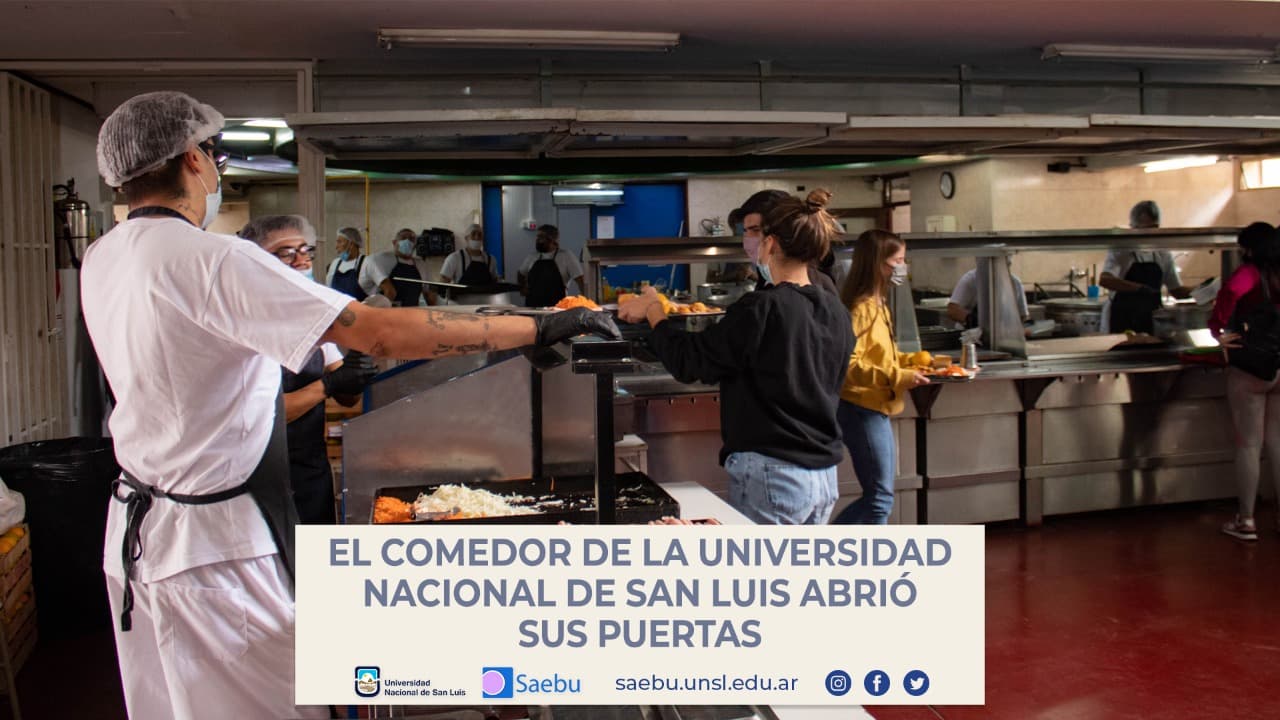 EL COMEDOR DE LA UNIVERSIDAD
NACIONAL DE SAN LUIS ABRIÓ
SUS PUERTAS
Universidad
Nacional de San Luis
Saebu
saebu.unsl.edu.ar